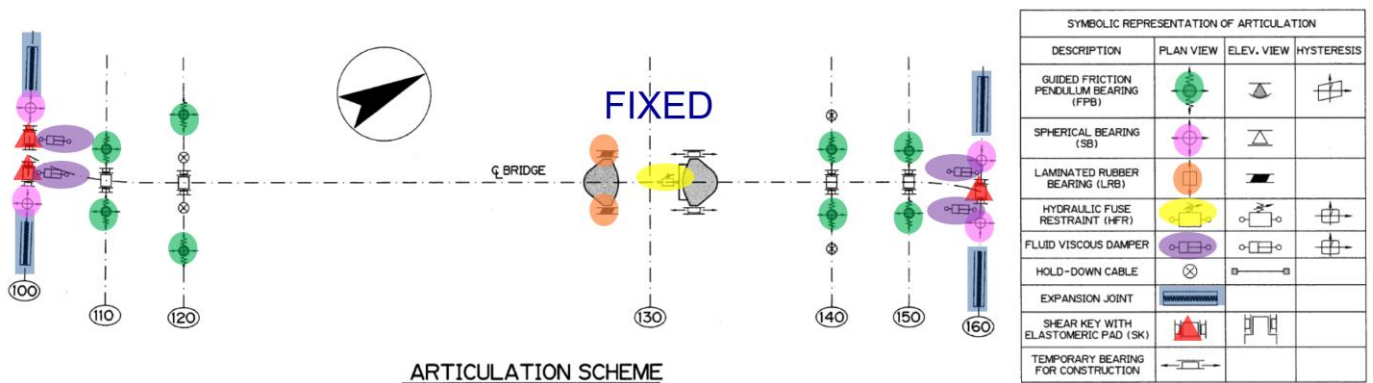 FIXED
℄ BRIDGE
100
110
120
130
140
150
160
ARTICULATION SCHEME
SYMBOLIC REPRESENTATION OF ARTICULATION
DESCRIPTION PLAN VIEW ELEV. VIEW HYSTERESIS
GUIDED FRICTION
PENDULUM BEARING
(FPB)
SPHERICAL BEARING
(SB)
LAMINATED RUBBER
BEARING (LRB)
HYDRAULIC FUSE
RESTRAINT (HFR)
FLUID VISCOUS DAMPER
HOLD-DOWN CABLE
EXPANSION JOINT
SHEAR KEY WITH
ELASTOMERIC PAD (SK)
TEMPORARY BEARING
FOR CONSTRUCTION